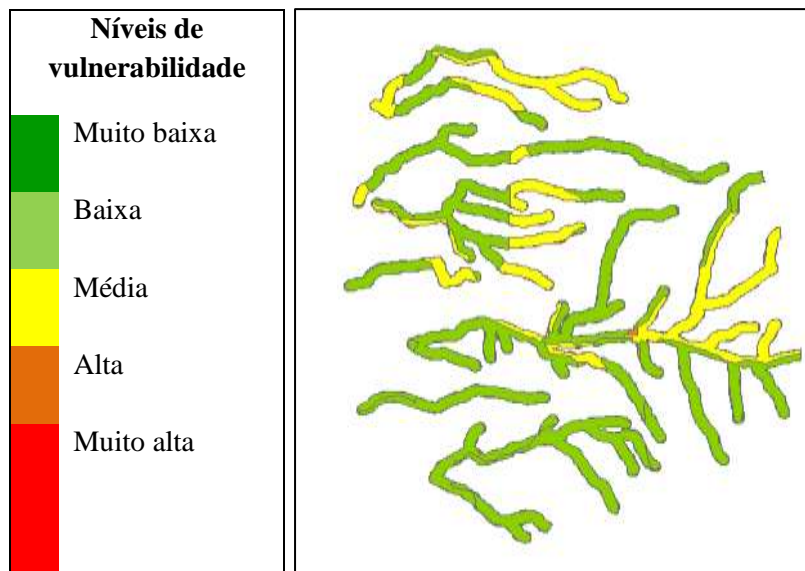 Níveis de
vulnerabilidade
Muito baixa
Baixa
Média
Alta
Muito alta